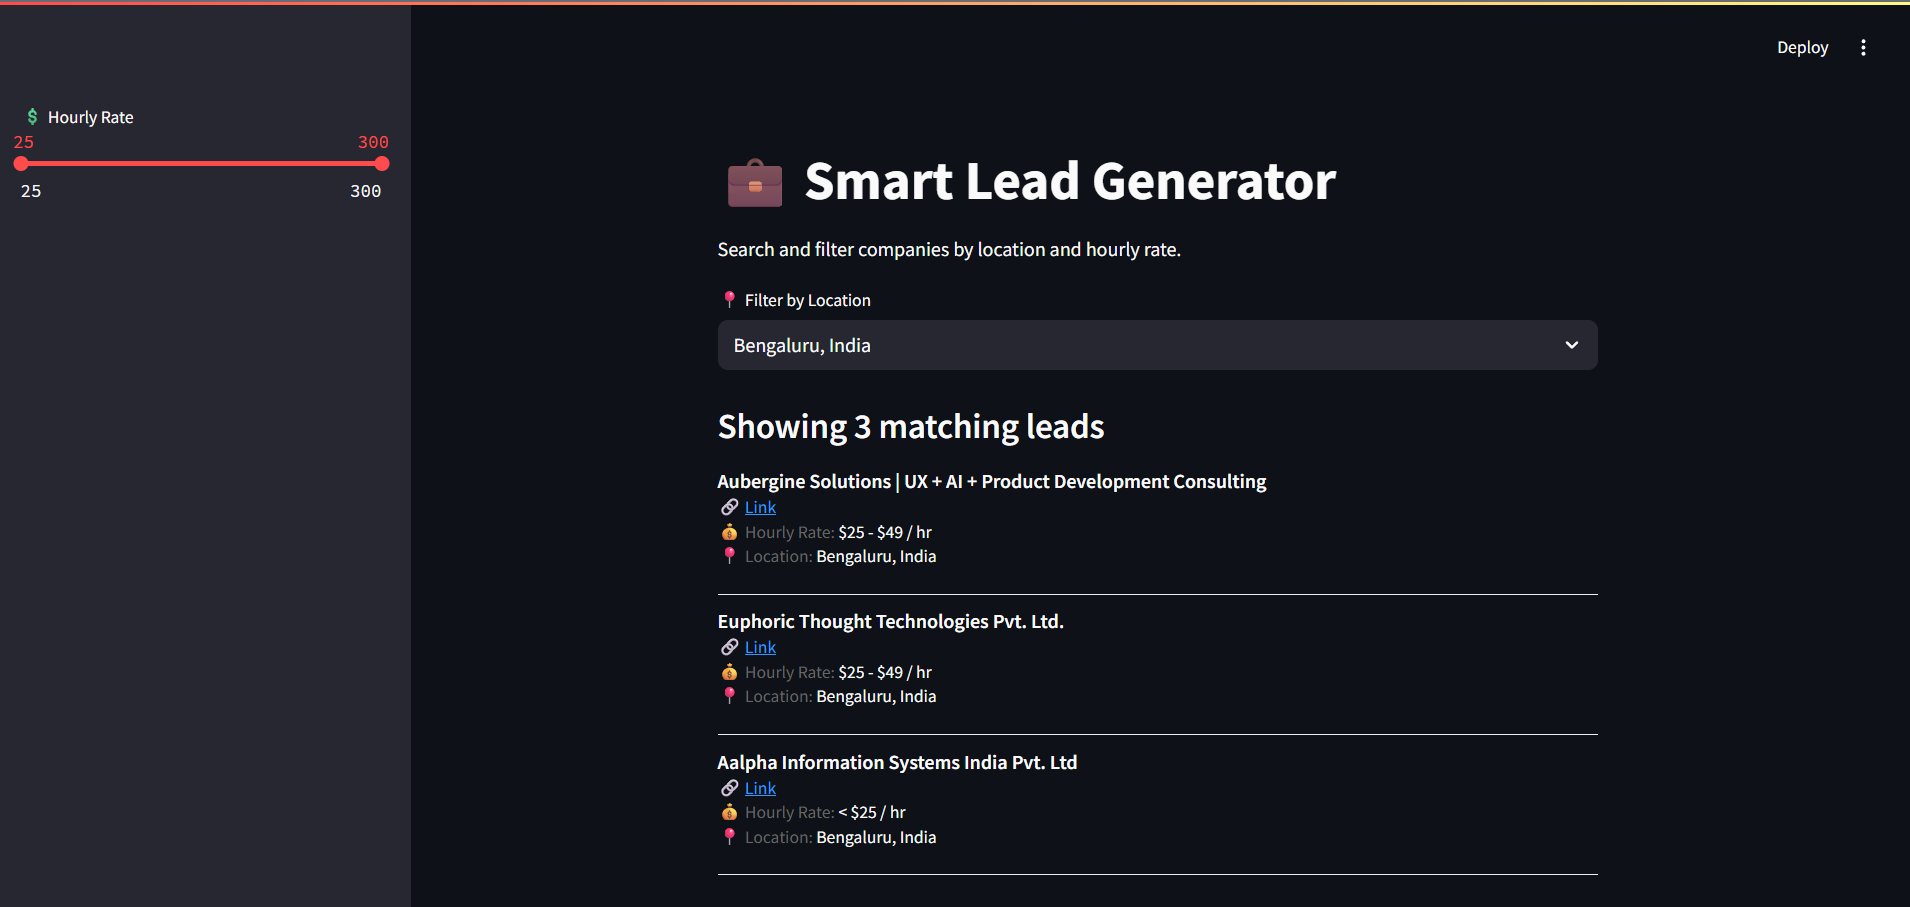 Deploy
Hourly Rate
25 300
25 300
Smart Lead Generator
Search and filter companies by location and hourly rate.
Filter by Location
Bengaluru, India
Showing 3 matching leads
Aubergine Solutions | UX + AI + Product Development Consulting
Link
Hourly Rate: $25 - $49 / hr
Location: Bengaluru, India
Euphoric Thought Technologies Pvt. Ltd.
Link
Hourly Rate: $25 - $49 / hr
Location: Bengaluru, India
Aalpha Information Systems India Pvt. Ltd
Link
Hourly Rate: < $25 / hr
Location: Bengaluru, India